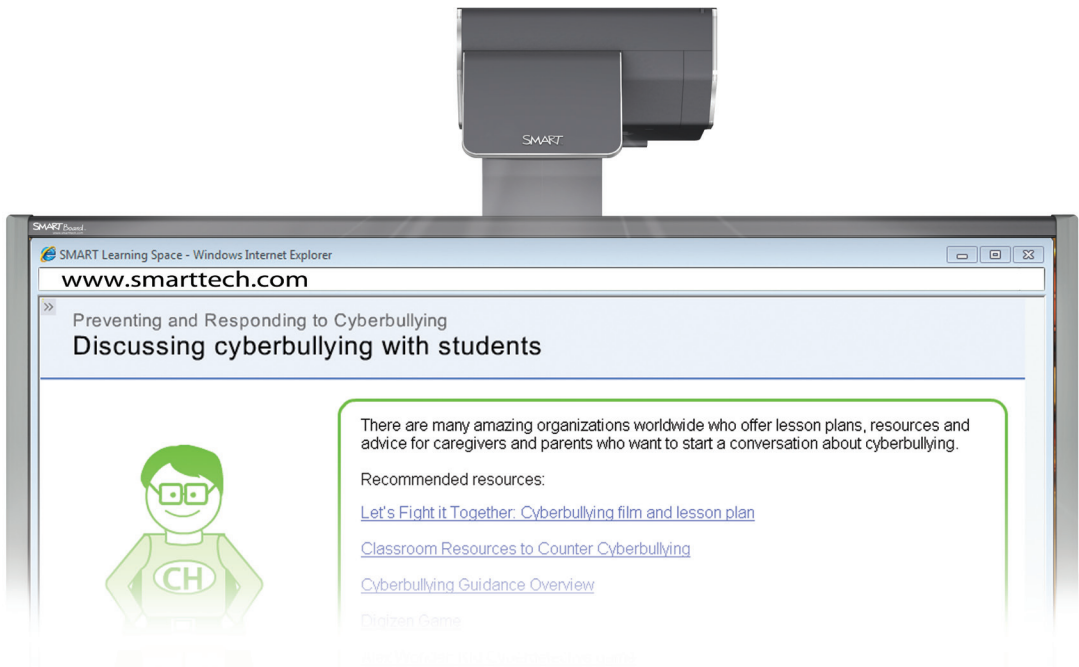 SMART
SMART Board
SMART Learning Space - Windows Internet Explorer
www.smarttech.com
»
Preventing and Responding to Cyberbullying
Discussing cyberbullying with students
There are many amazing organizations worldwide who offer lesson plans, resources and
advice for caregivers and parents who want to start a conversation about cyberbullying.
Recommended resources:
Let's Fight it Together: Cyberbullying film and lesson plan
Classroom Resources to Counter Cyberbullying
CH
Cyberbullying Guidance Overview
Digizen Game